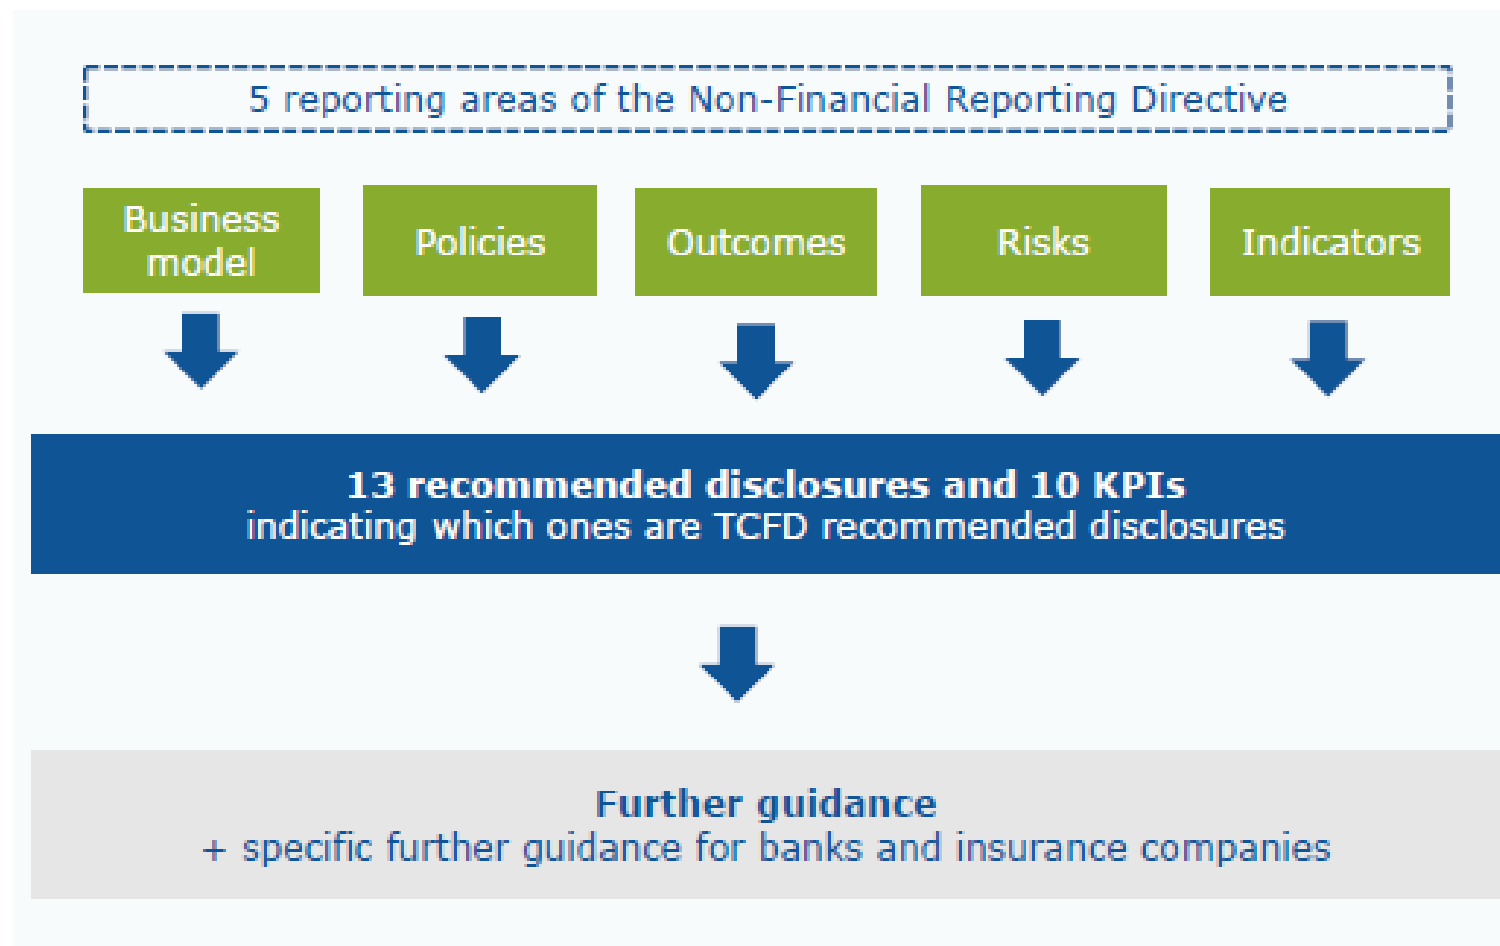 5 reporting areas of the Non-Financial Reporting Directive
Business
model
Policies
Outcomes
Risks
Indicators
13 recommended disclosures and 10 KPIs
indicating which ones are TCFD recommended disclosures
Further guidance
+ specific further guidance for banks and insurance companies